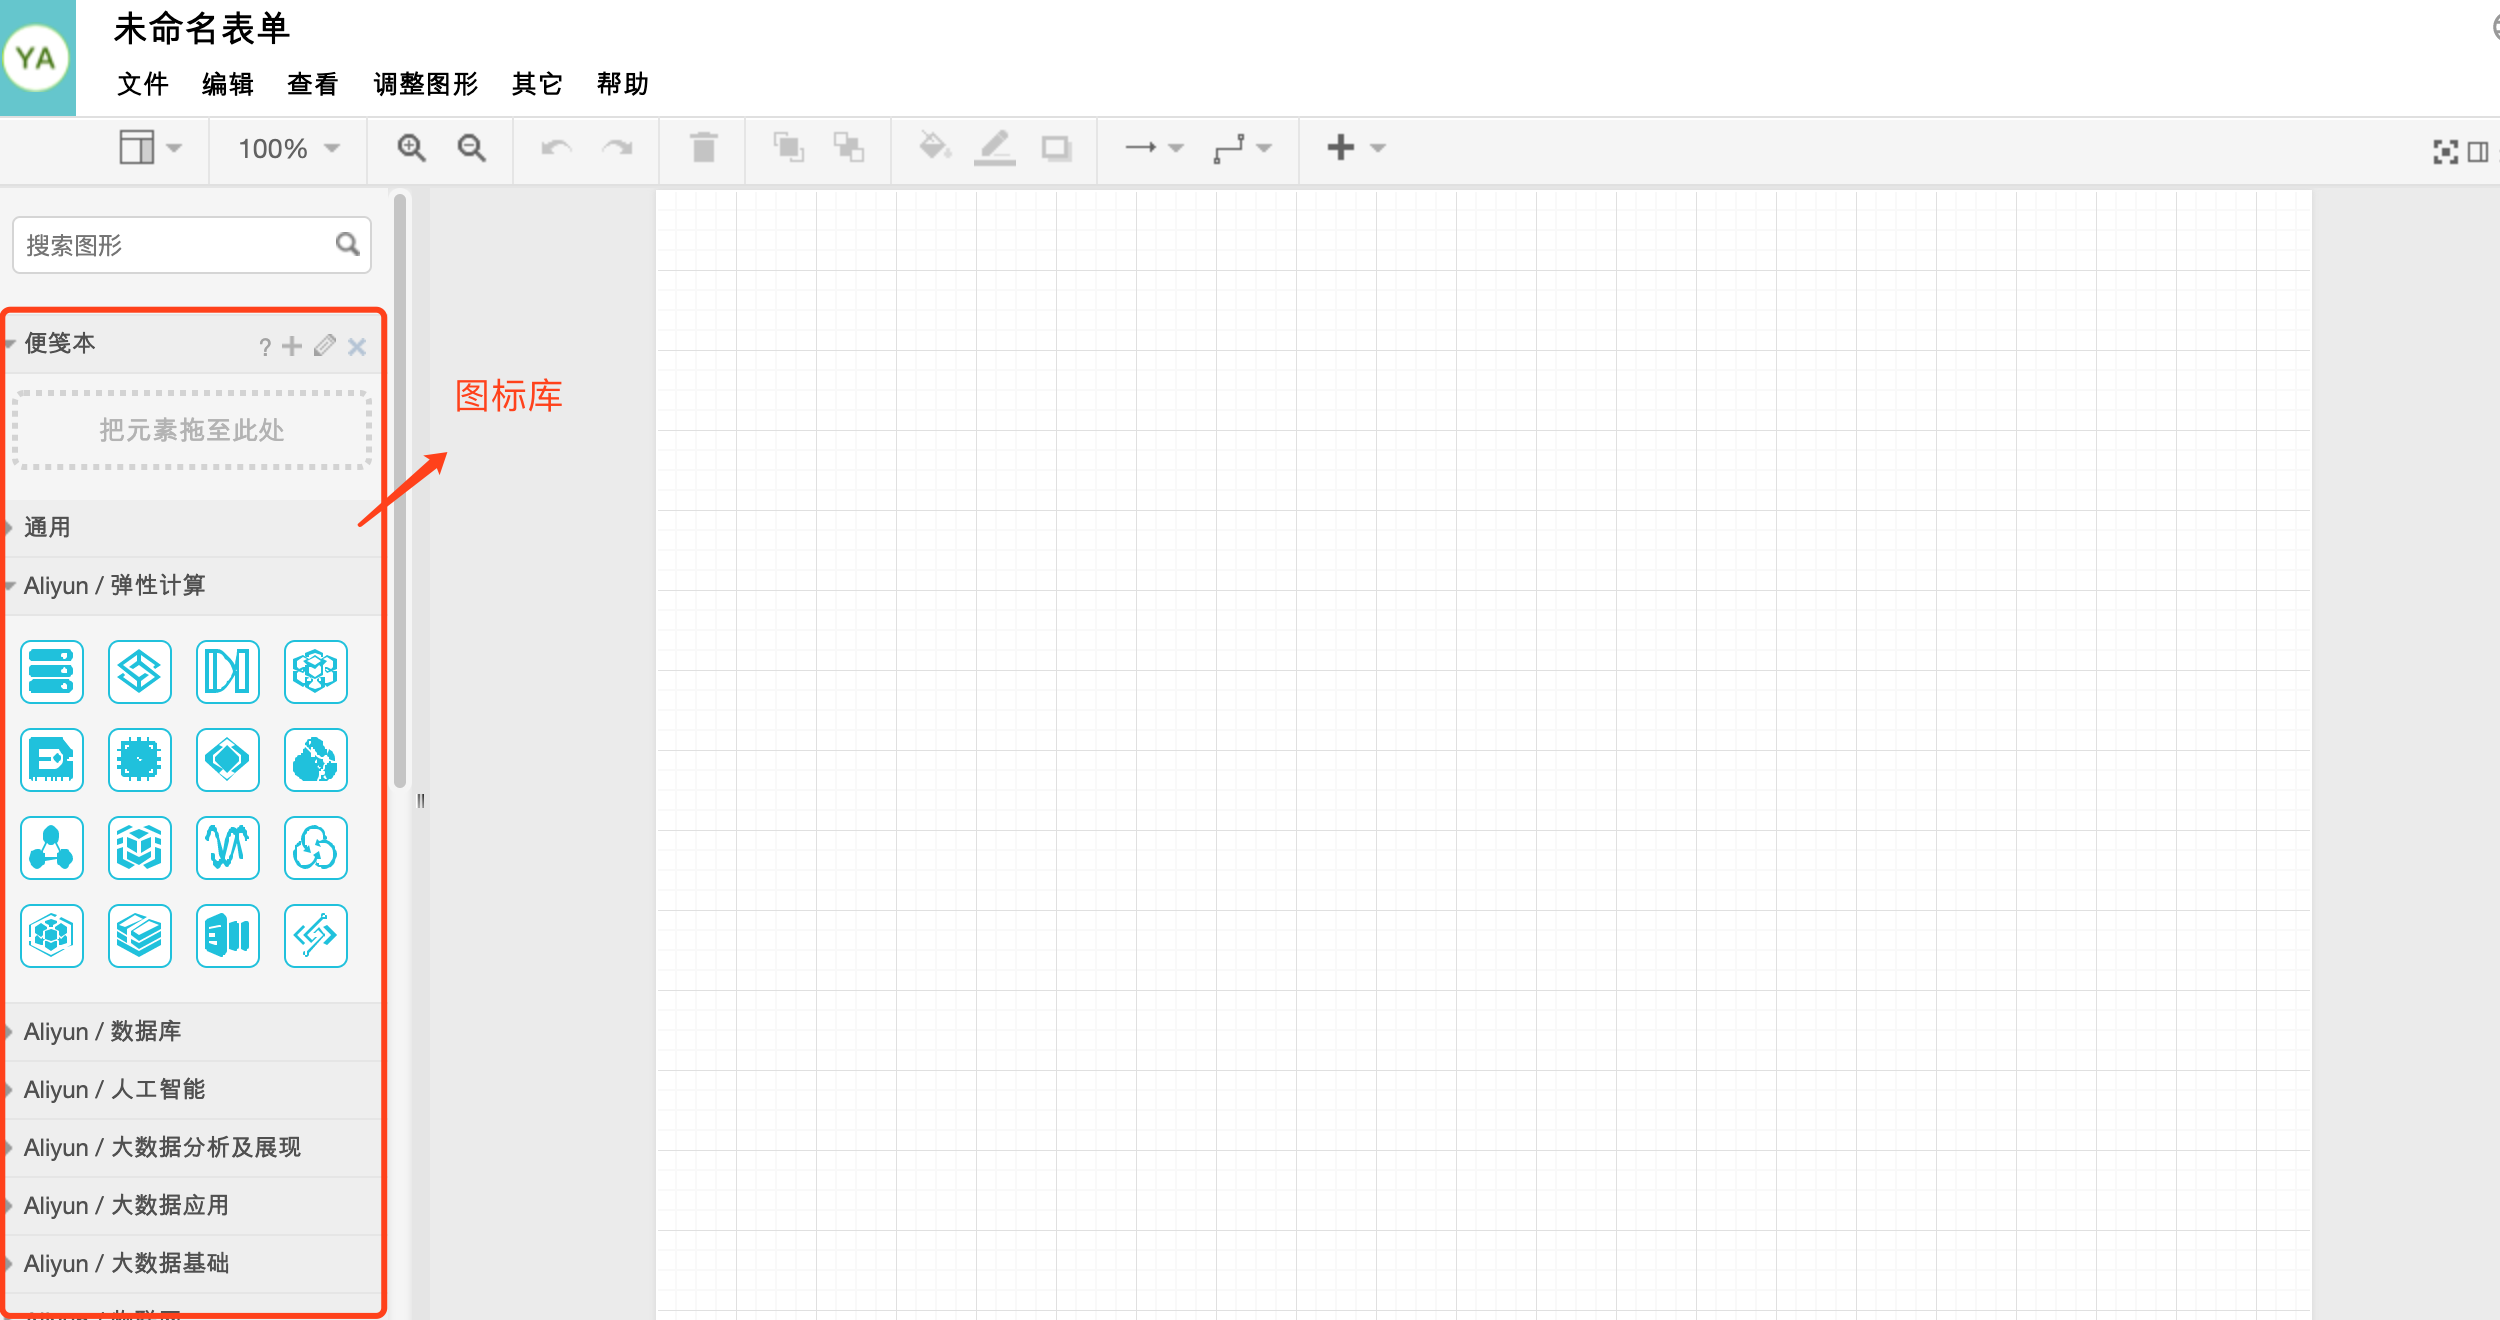 YA
未命名表单
文件 编辑 查看 调整图形 其它 帮助
100%
搜索图形
便笺本 ?
把元素拖至此处
图标库
通用
Aliyun / 弹性计算
Aliyun / 数据库
Aliyun / 人工智能
Aliyun / 大数据分析及展现
Aliyun / 大数据应用
Aliyun / 大数据基础